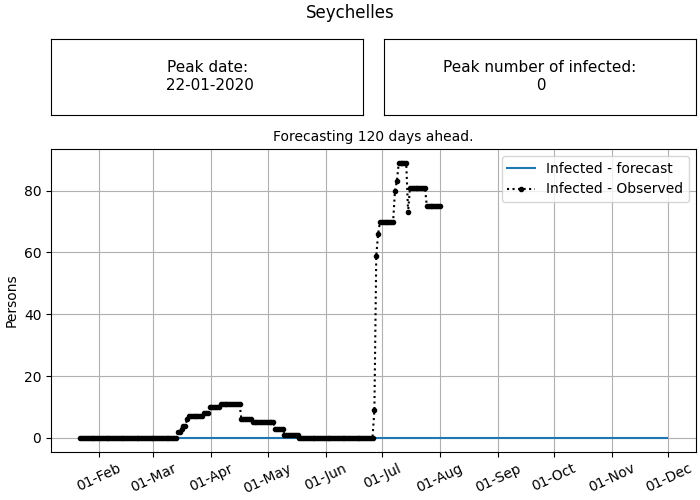 Seychelles
Peak date:
22-01-2020
Peak number of infected:
0
Forecasting 120 days ahead.
Infected - forecast
Infected - Observed
Persons
80
60
40
20
0
01-Feb
01-Mar
01-Apr
01-May
01-Jun
01-Jul
01-Aug
01-Sep
01-Oct
01-Nov
01-Dec